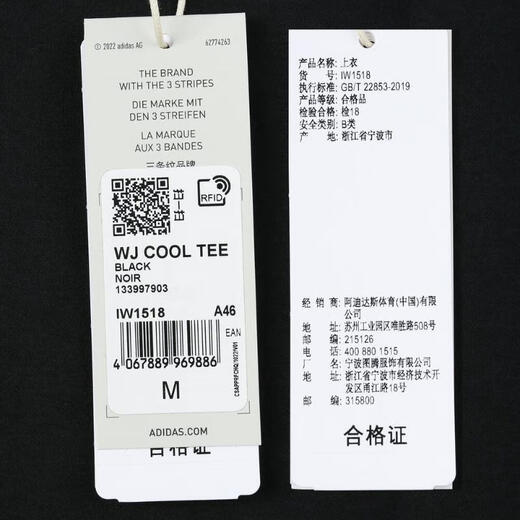 © 2022 adidas AG
62774263
THE BRAND
WITH THE 3 STRIPES
DIE MARKE MIT
DEN 3 STREIFEN
LA MARQUE
AUX 3 BANDES
三条纹品牌
扫一扫
RFID
WJ COOL TEE
BLACK
NOIR
133997903
IW1518 A46
EAN
4 067889 969886
M
ADIDAS.COM
合格证
产品名称: 上衣
货 号: IW1518
执行标准: GB/T 22853-2019
产品等级: 合格品
检验合格: 检18
安全类别: B类
产 地: 浙江省宁波市
经 销 商: 阿迪达斯体育(中国)有限
公司
地 址: 苏州工业园区唯胜路508号
邮 编: 215126
电 话: 400 880 1515
厂 名: 宁波图腾服饰有限公司
地 址: 浙江省宁波市经济技术开
发区甬江路18号
邮 编: 315800
合格证